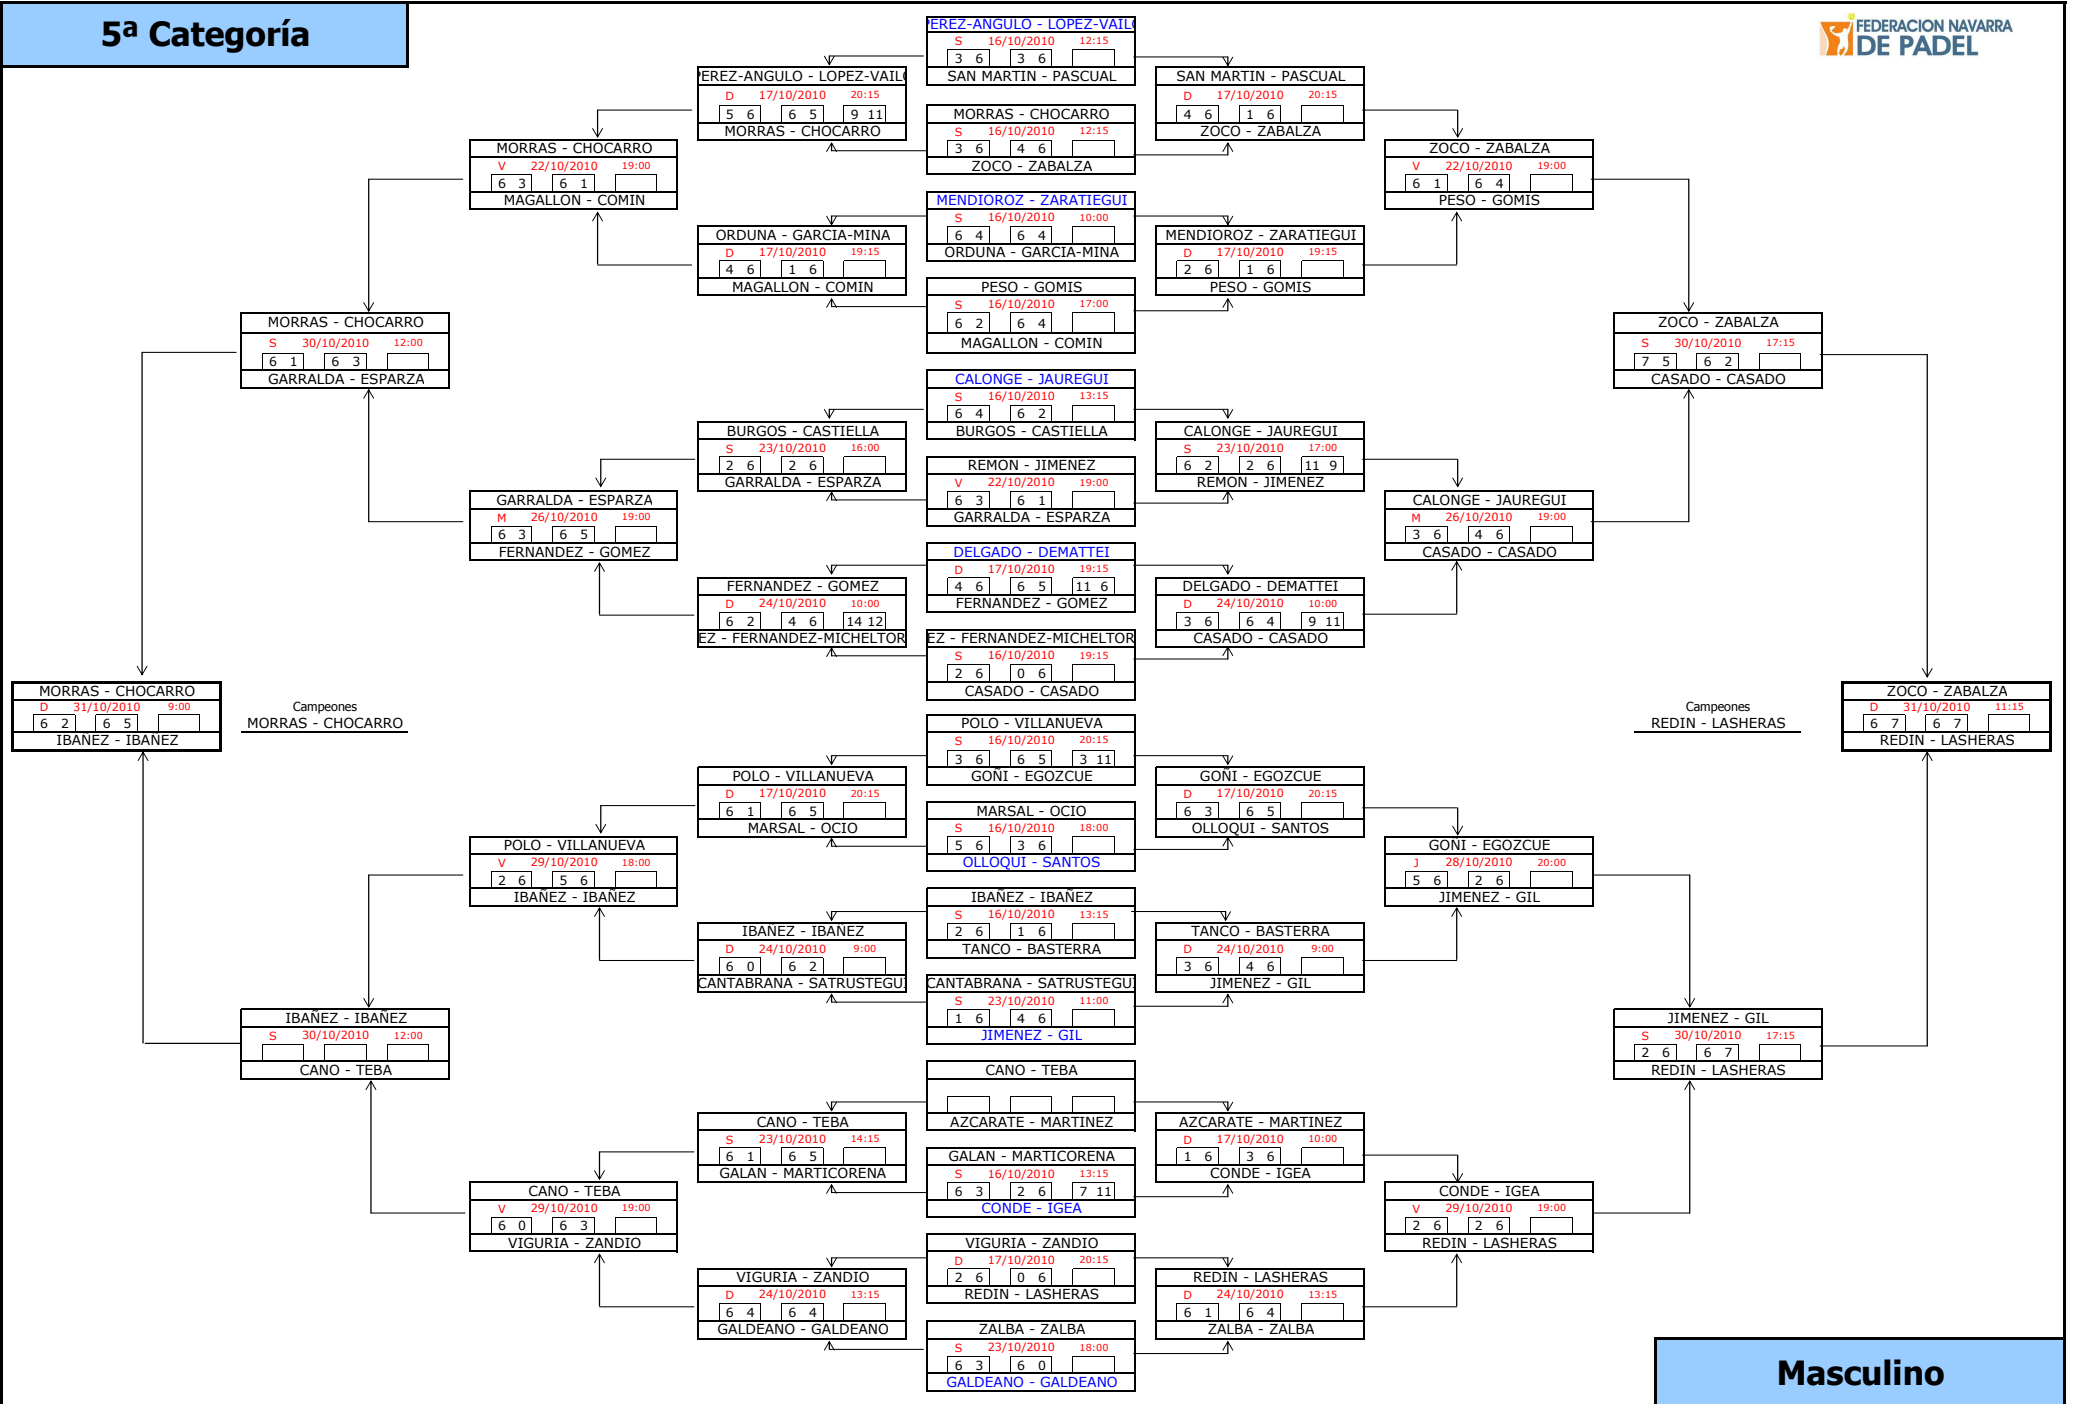 5ª Categoría
FEDERACION NAVARRA
DE PADEL
PEREZ-ANGULO - LOPEZ-VAIL
S 16/10/2010 12:15
3 6 3 6
SAN MARTIN - PASCUAL
MORRAS - CHOCARRO
S 16/10/2010 12:15
3 6 4 6
ZOCO - ZABALZA
MENDIOROZ - ZARATIEGUI
S 16/10/2010 10:00
6 4 6 4
ORDUNA - GARCIA-MINA
PESO - GOMIS
S 16/10/2010 17:00
6 2 6 4
MAGALLON - COMIN
CALONGE - JAUREGUI
S 16/10/2010 13:15
6 4 6 2
BURGOS - CASTIELLA
REMON - JIMENEZ
V 22/10/2010 19:00
6 3 6 1
GARRALDA - ESPARZA
DELGADO - DEMATTEI
D 17/10/2010 19:15
4 6 6 5 11 6
FERNANDEZ - GOMEZ
EZ - FERNANDEZ-MICHELTOR
S 16/10/2010 19:15
2 6 0 6
CASADO - CASADO
POLO - VILLANUEVA
S 16/10/2010 20:15
3 6 6 5 3 11
GOÑI - EGOZCUE
MARSAL - OCIO
S 16/10/2010 18:00
5 6 3 6
OLLOQUI - SANTOS
IBAÑEZ - IBAÑEZ
S 16/10/2010 13:15
2 6 1 6
TANCO - BASTERRA
CANTABRANA - SATRUSTEGU
S 23/10/2010 11:00
1 6 4 6
JIMENEZ - GIL
CANO - TEBA
AZCARATE - MARTINEZ
GALAN - MARTICORENA
S 16/10/2010 13:15
6 3 2 6 7 11
CONDE - IGEA
VIGURIA - ZANDIO
D 17/10/2010 20:15
2 6 0 6
REDIN - LASHERAS
ZALBA - ZALBA
S 23/10/2010 18:00
6 3 6 0
GALDEANO - GALDEANO
PEREZ-ANGULO - LOPEZ-VAIL
D 17/10/2010 20:15
5 6 6 5 9 11
MORRAS - CHOCARRO
ORDUNA - GARCIA-MINA
D 17/10/2010 19:15
4 6 1 6
MAGALLON - COMIN
BURGOS - CASTIELLA
S 23/10/2010 16:00
2 6 2 6
GARRALDA - ESPARZA
FERNANDEZ - GOMEZ
D 24/10/2010 10:00
6 2 4 6 14 12
EZ - FERNANDEZ-MICHELTOR
POLO - VILLANUEVA
D 17/10/2010 20:15
6 1 6 5
MARSAL - OCIO
IBAÑEZ - IBAÑEZ
D 24/10/2010 9:00
6 0 6 2
CANTABRANA - SATRUSTEGU
CANO - TEBA
S 23/10/2010 14:15
6 1 6 5
GALAN - MARTICORENA
VIGURIA - ZANDIO
D 24/10/2010 13:15
6 4 6 4
GALDEANO - GALDEANO
MORRAS - CHOCARRO
V 22/10/2010 19:00
6 3 6 1
MAGALLON - COMIN
GARRALDA - ESPARZA
M 26/10/2010 19:00
6 3 6 5
FERNANDEZ - GOMEZ
POLO - VILLANUEVA
V 29/10/2010 18:00
2 6 5 6
IBAÑEZ - IBAÑEZ
CANO - TEBA
V 29/10/2010 19:00
6 0 6 3
VIGURIA - ZANDIO
MORRAS - CHOCARRO
S 30/10/2010 12:00
6 1 6 3
GARRALDA - ESPARZA
IBAÑEZ - IBAÑEZ
S 30/10/2010 12:00
CANO - TEBA
MORRAS - CHOCARRO
D 31/10/2010 9:00
6 2 6 5
IBAÑEZ - IBAÑEZ
Campeones
MORRAS - CHOCARRO
SAN MARTIN - PASCUAL
D 17/10/2010 20:15
4 6 1 6
ZOCO - ZABALZA
MENDIOROZ - ZARATIEGUI
D 17/10/2010 19:15
2 6 1 6
PESO - GOMIS
CALONGE - JAUREGUI
S 23/10/2010 17:00
6 2 2 6 11 9
REMON - JIMENEZ
DELGADO - DEMATTEI
D 24/10/2010 10:00
3 6 6 4 9 11
CASADO - CASADO
GOÑI - EGOZCUE
D 17/10/2010 20:15
6 3 6 5
OLLOQUI - SANTOS
TANCO - BASTERRA
D 24/10/2010 9:00
3 6 4 6
JIMENEZ - GIL
AZCARATE - MARTINEZ
D 17/10/2010 10:00
1 6 3 6
CONDE - IGEA
REDIN - LASHERAS
D 24/10/2010 13:15
6 1 6 4
ZALBA - ZALBA
ZOCO - ZABALZA
V 22/10/2010 19:00
6 1 6 4
PESO - GOMIS
CALONGE - JAUREGUI
M 26/10/2010 19:00
3 6 4 6
CASADO - CASADO
GOÑI - EGOZCUE
J 28/10/2010 20:00
5 6 2 6
JIMENEZ - GIL
CONDE - IGEA
V 29/10/2010 19:00
2 6 2 6
REDIN - LASHERAS
ZOCO - ZABALZA
S 30/10/2010 17:15
7 5 6 2
CASADO - CASADO
JIMENEZ - GIL
S 30/10/2010 17:15
2 6 6 7
REDIN - LASHERAS
Campeones
REDIN - LASHERAS
ZOCO - ZABALZA
D 31/10/2010 11:15
6 7 6 7
REDIN - LASHERAS
Masculino